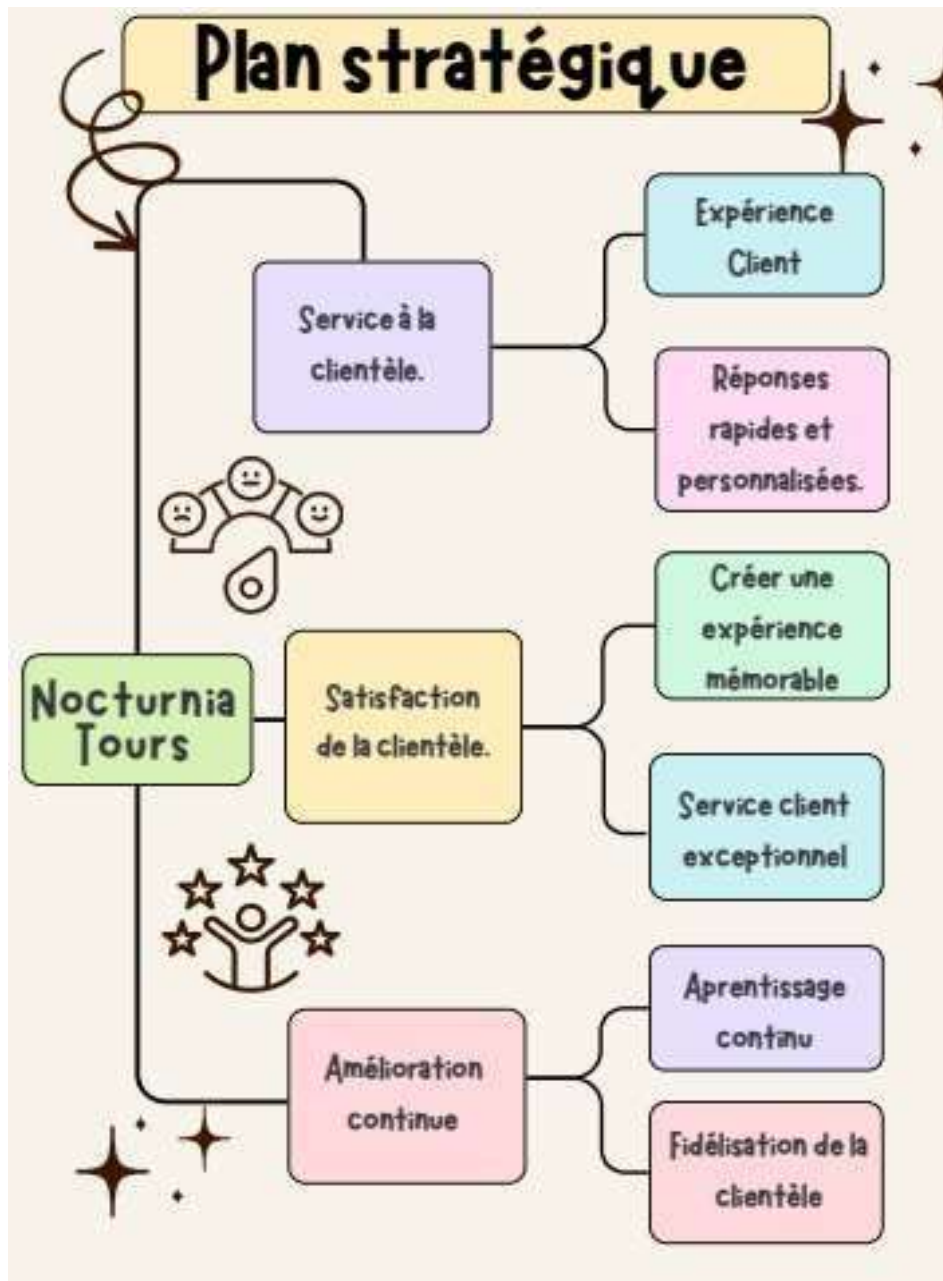 Plan stratégique
Expérience
Client
Service à la
clientèle.
Réponses
rapides et
personnalisées.
Créer une
expérience
mémorable
Nocturnia
Tours
Satisfaction
de la clientèle.
Service client
exceptionnel
Aprentissage
continu
Amélioration
continue
Fidélisation de la
clientèle